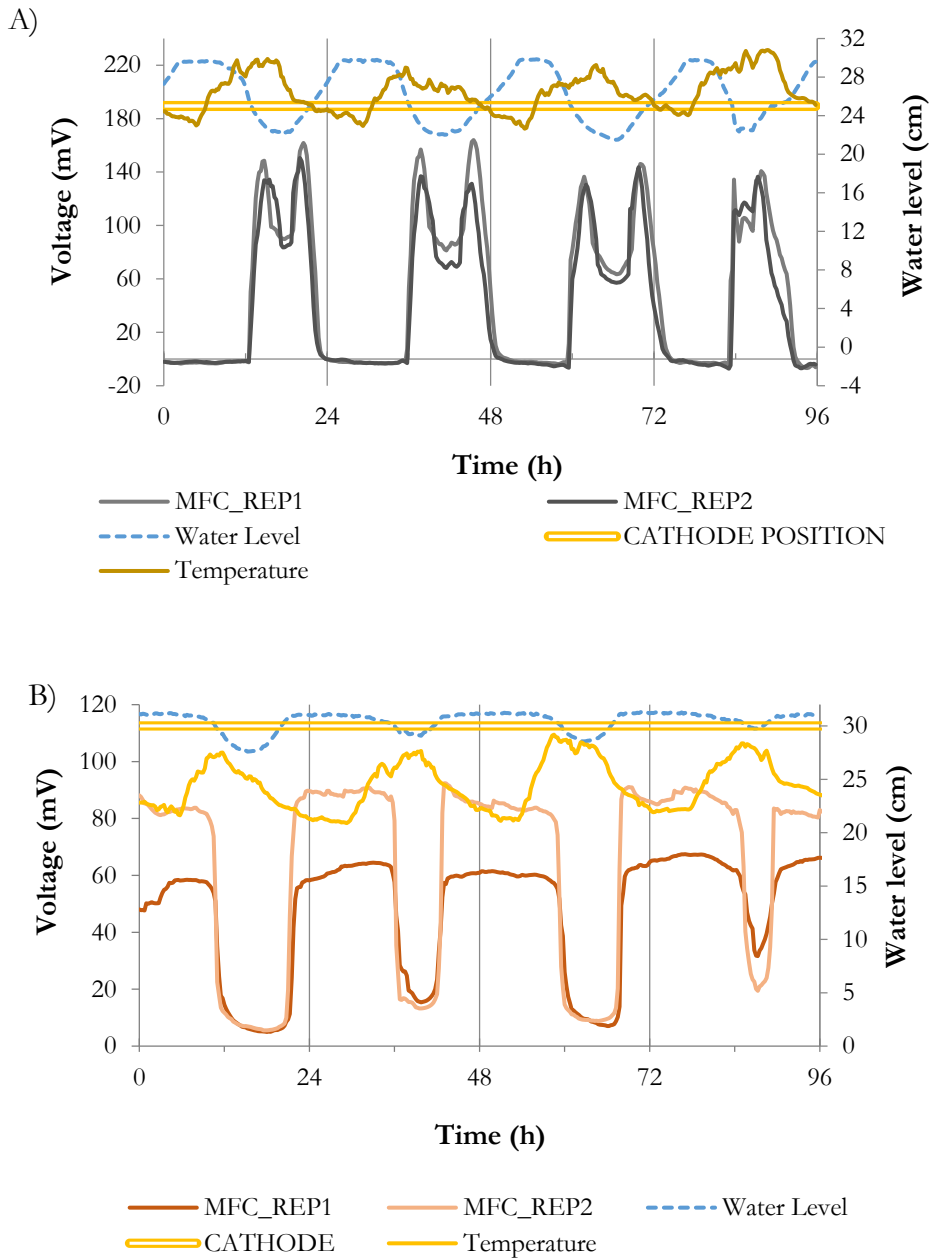 A)
220
180
140
100
60
20
-20
Voltage (mV)
32
28
24
20
16
12
8
4
0
-4
Water level (cm)
0 24 48 72 96
Time (h)
MFC_REP1 MFC_REP2
Water Level CATHODE POSITION
Temperature
B)
120
100
80
60
40
20
0
Voltage (mV)
30
25
20
15
10
5
0
Water level (cm)
0 24 48 72 96
Time (h)
MFC_REP1 MFC_REP2 Water Level
CATHODE Temperature